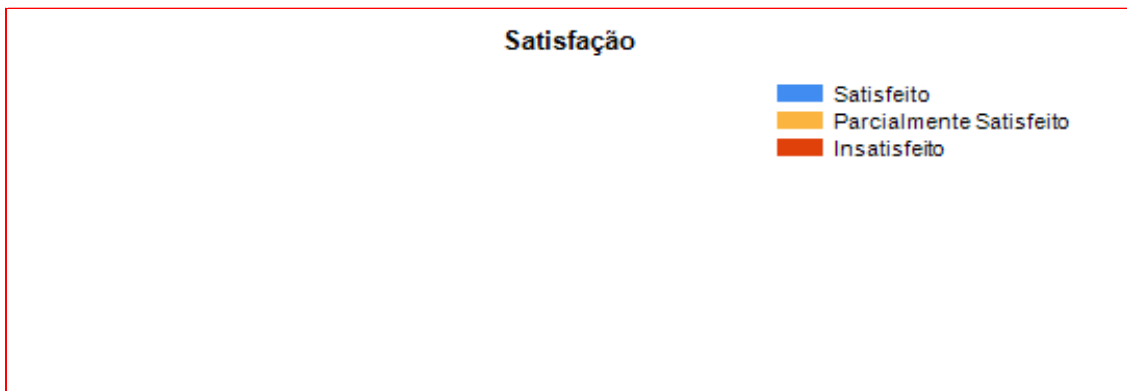 Satisfação
Satisfeito
Parcialmente Satisfeito
Insatisfeito